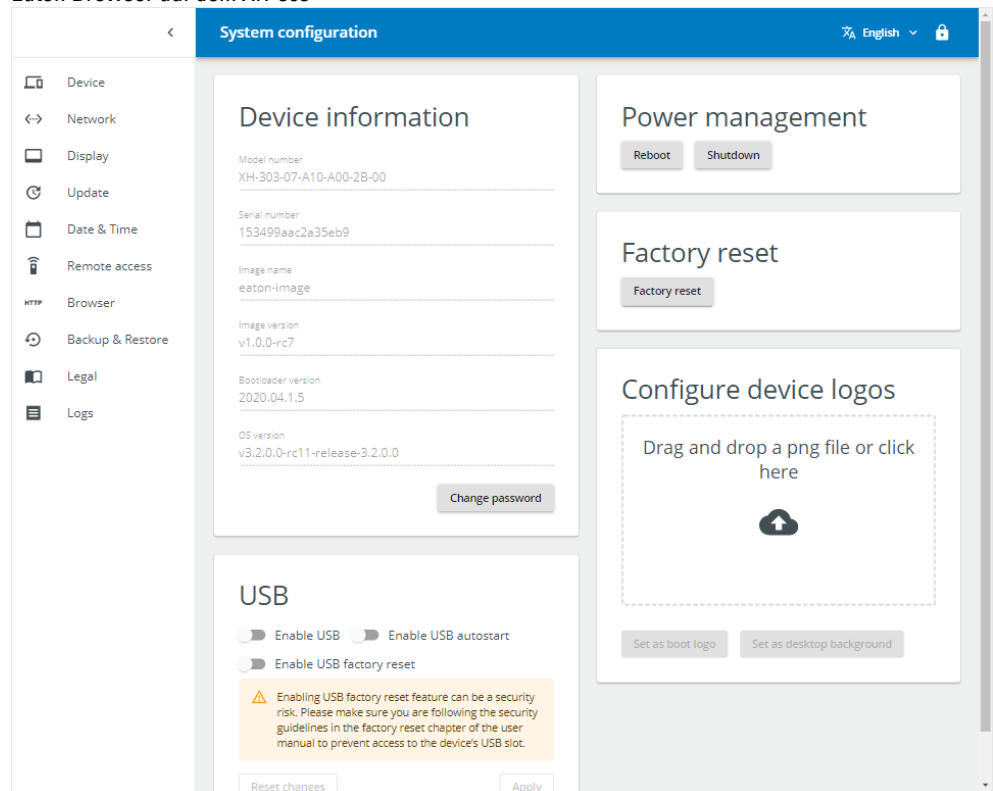 System configuration
English
Device
Network
Display
Update
Date & Time
Remote access
HTTP Browser
Backup & Restore
Legal
Logs
Device information
Model number
XH-303-07-A10-A00-2B-00
Serial number
153499aac2a35eb9
Image name
eaton-image
Image version
v1.0.0-rc7
Bootloader version
2020.04.1.5
OS version
v3.2.0.0-rc11-release-3.2.0.0
Change password
USB
Enable USB Enable USB autostart
Enable USB factory reset
Enabling USB factory reset feature can be a security
risk. Please make sure you are following the security
guidelines in the factory reset chapter of the user
manual to prevent access to the device's USB slot.
Reset changes Apply
Power management
Reboot Shutdown
Factory reset
Factory reset
Configure device logos
Drag and drop a png file or click
here
Set as boot logo Set as desktop background